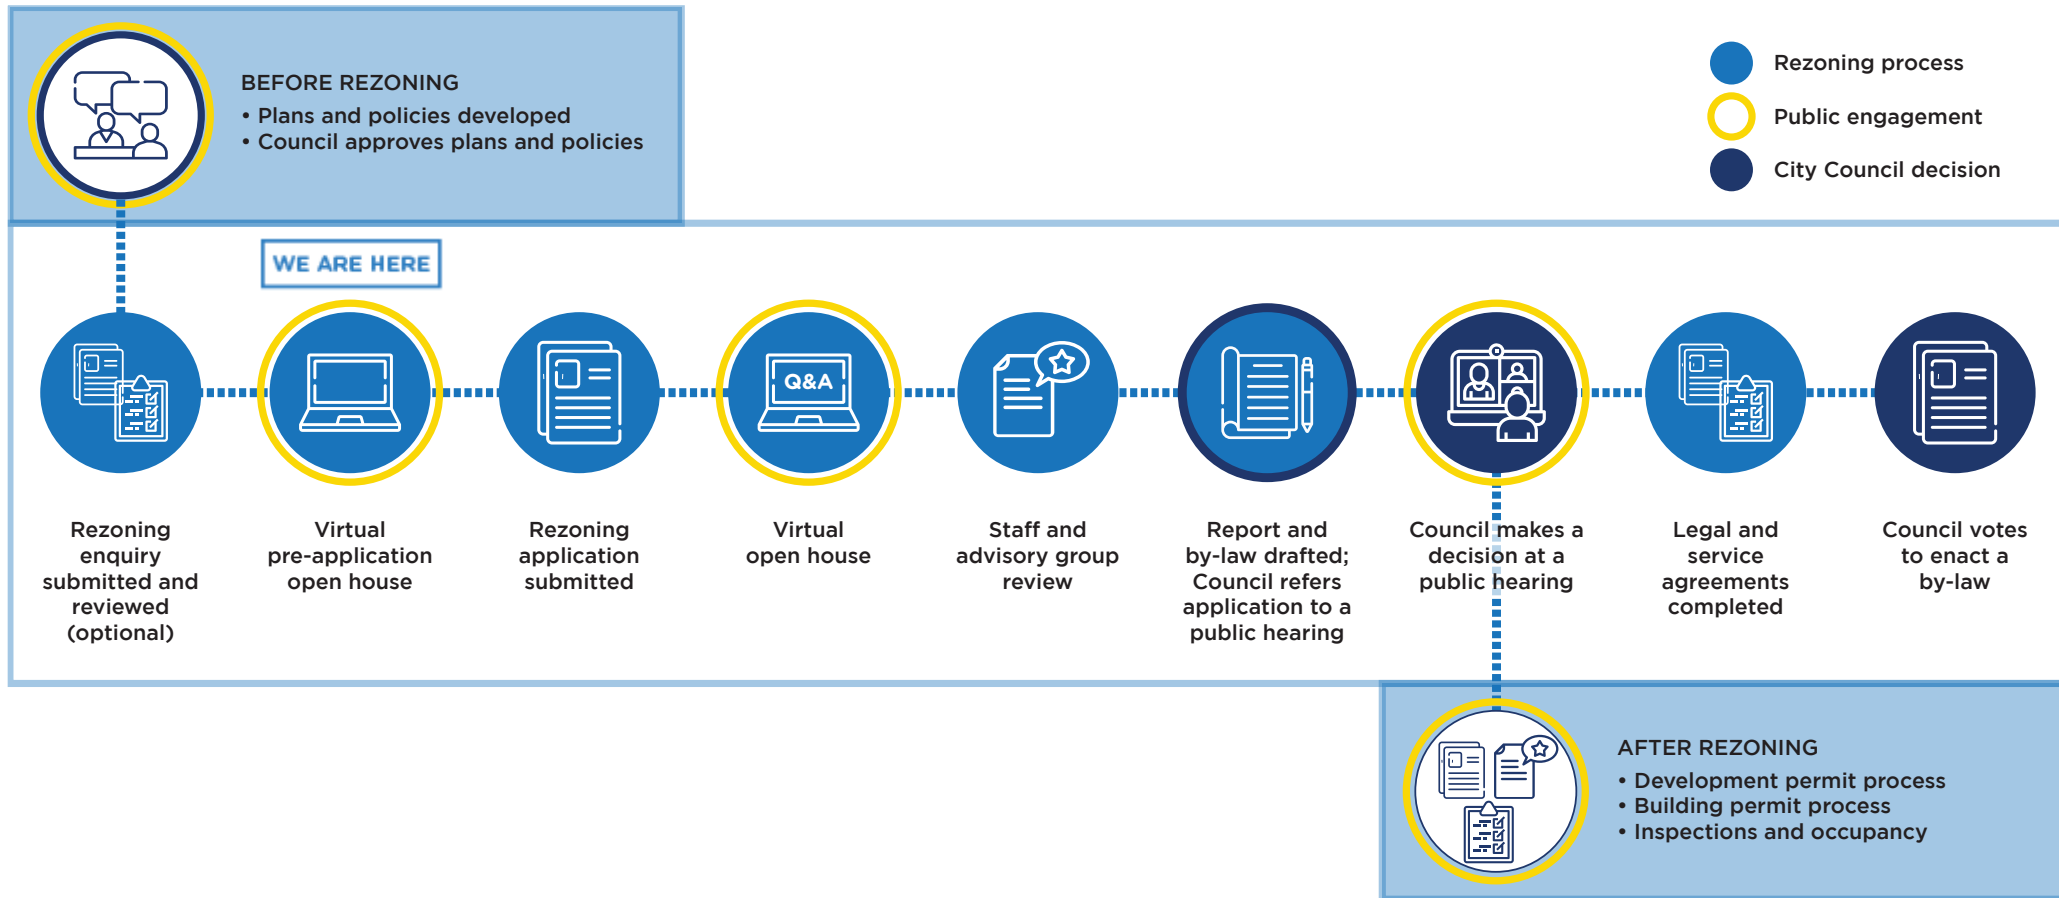 BEFORE REZONING
• Plans and policies developed
• Council approves plans and policies
Rezoning process
Public engagement
City Council decision
WE ARE HERE
Q&A
Rezoning
enquiry
submitted and
reviewed
(optional)
Virtual
pre-application
open house
Rezoning
application
submitted
Virtual
open house
Staff and
advisory group
review
Report and
by-law drafted;
Council refers
application to a
public hearing
Council makes a
decision at a
public hearing
Legal and
service
agreements
completed
Council votes
to enact a
by-law
AFTER REZONING
• Development permit process
• Building permit process
• Inspections and occupancy